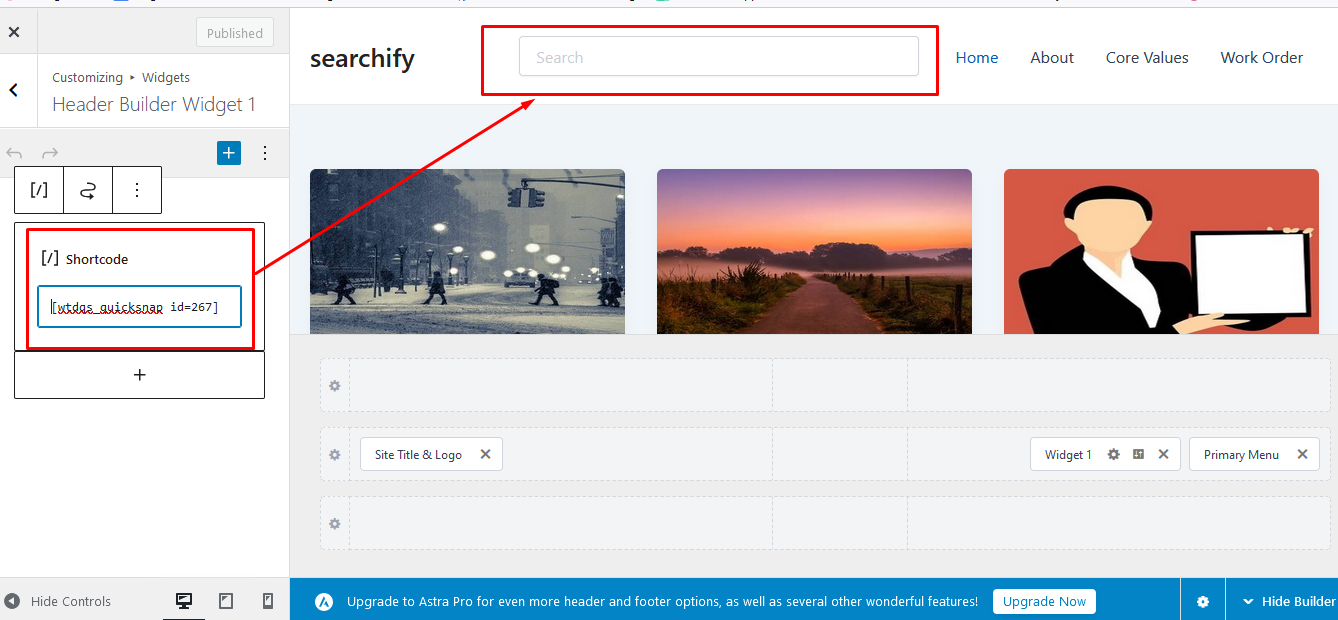 Published
Customizing ▸ Widgets
Header Builder Widget 1
[/] Shortcode
[wtdqs_quicksnap id=267]
Hide Controls
searchify
Search
Home About Core Values Work Order
Site Title & Logo
Widget 1
Primary Menu
Upgrade to Astra Pro for even more header and footer options, as well as several other wonderful features!
Upgrade Now
Hide Builder